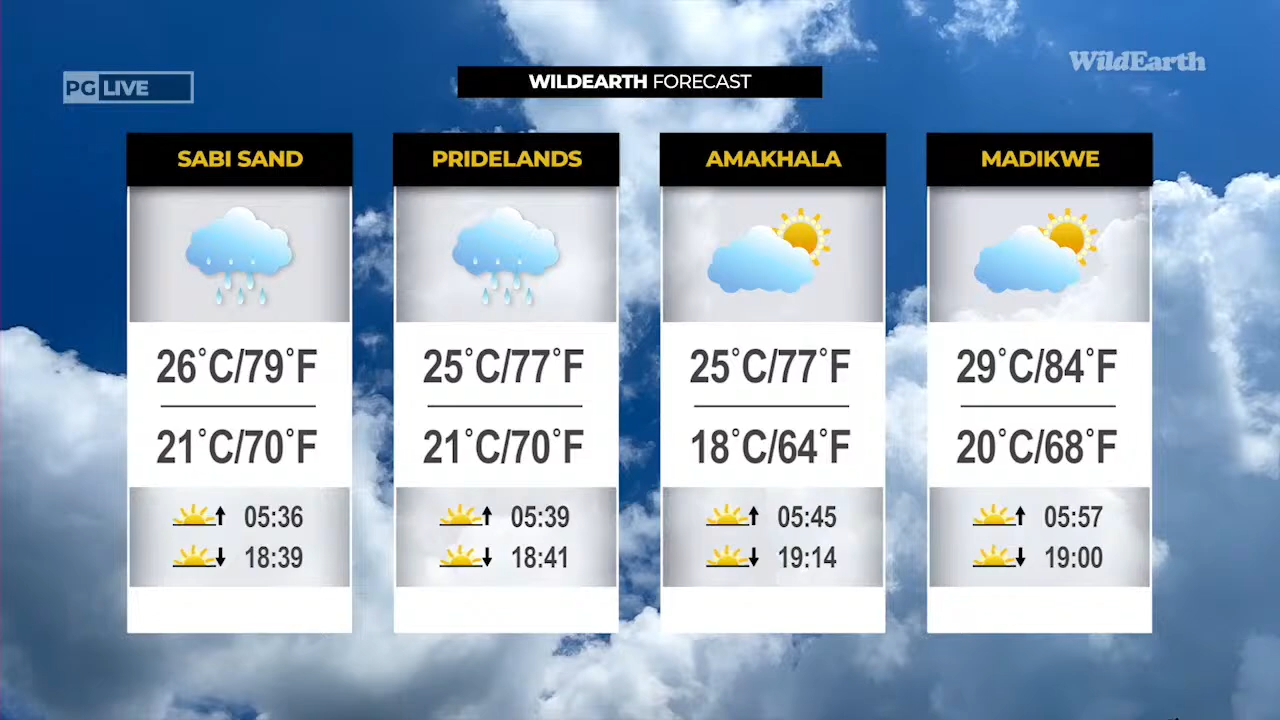 PG LIVE
WildEarth
WILDEARTH FORECAST
SABI SAND
26°C/79°F
21°C/70°F
05:36
18:39
PRIDELANDS
25°C/77°F
21°C/70°F
05:39
18:41
AMAKHALA
25°C/77°F
18°C/64°F
05:45
19:14
MADIKWE
29°C/84°F
20°C/68°F
05:57
19:00